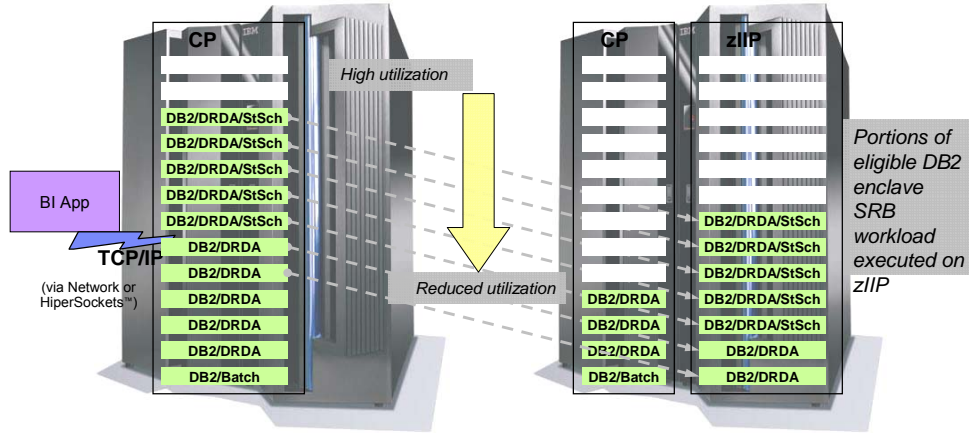 CP
IBM
High utilization
DB2/DRDA/StSch
DB2/DRDA/StSch
DB2/DRDA/StSch
DB2/DRDA/StSch
DB2/DRDA/StSch
DB2/DRDA
DB2/DRDA
DB2/DRDA
DB2/DRDA
DB2/DRDA
DB2/Batch
BI App
TCP/IP
(via Network or
HiperSockets™)
Reduced utilization
CP
IBM
DB2/DRDA
DB2/DRDA
DB2/DRDA
DB2/Batch
zIIP
DB2/DRDA/StSch
DB2/DRDA/StSch
DB2/DRDA/StSch
DB2/DRDA/StSch
DB2/DRDA/StSch
DB2/DRDA
DB2/DRDA
Portions of
eligible DB2
enclave
SRB
workload
executed on
zIIP